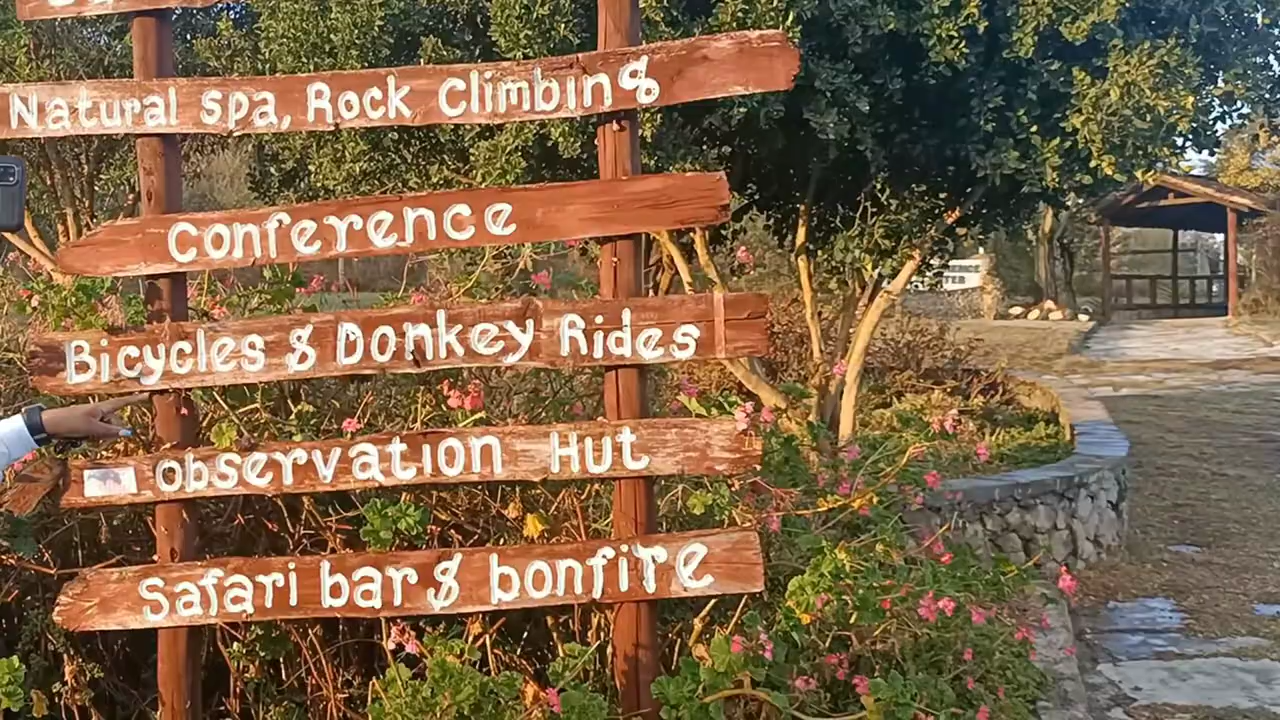 Natural spa, Rock Climbing
Conference
Bicycles & Donkey Rides
Observation Hut
Safari bar & bonfire